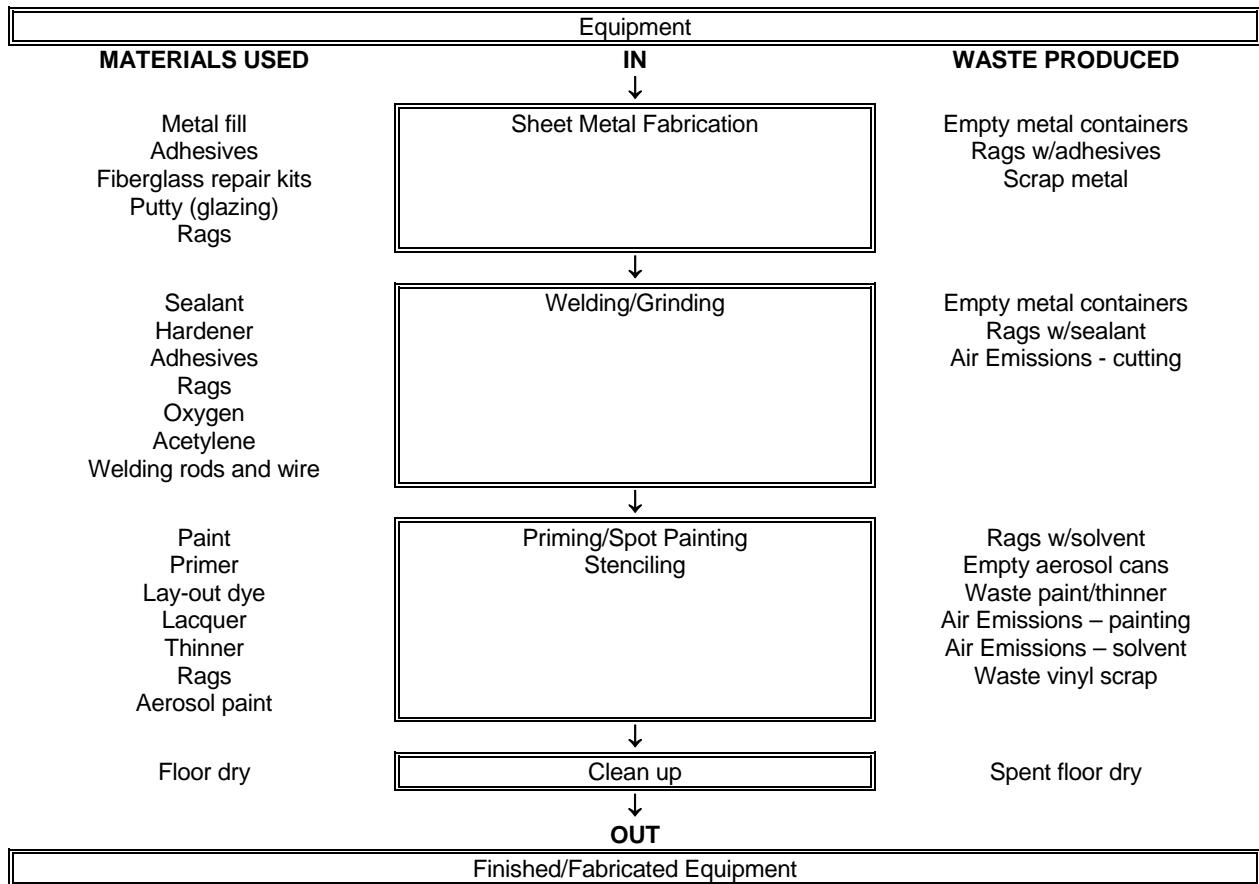 Equipment
MATERIALS USED IN WASTE PRODUCED
↓
Metal fill Sheet Metal Fabrication Empty metal containers
Adhesives Rags w/adhesives
Fiberglass repair kits Scrap metal
Putty (glazing)
Rags
↓
Sealant Welding/Grinding Empty metal containers
Hardener Rags w/sealant
Adhesives Air Emissions - cutting
Rags
Oxygen
Acetylene
Welding rods and wire
↓
Paint Priming/Spot Painting Rags w/solvent
Primer Stenciling Empty aerosol cans
Lay-out dye Waste paint/thinner
Lacquer Air Emissions – painting
Thinner Air Emissions – solvent
Rags Waste vinyl scrap
Aerosol paint
↓
Floor dry Clean up Spent floor dry
↓
OUT
Finished/Fabricated Equipment